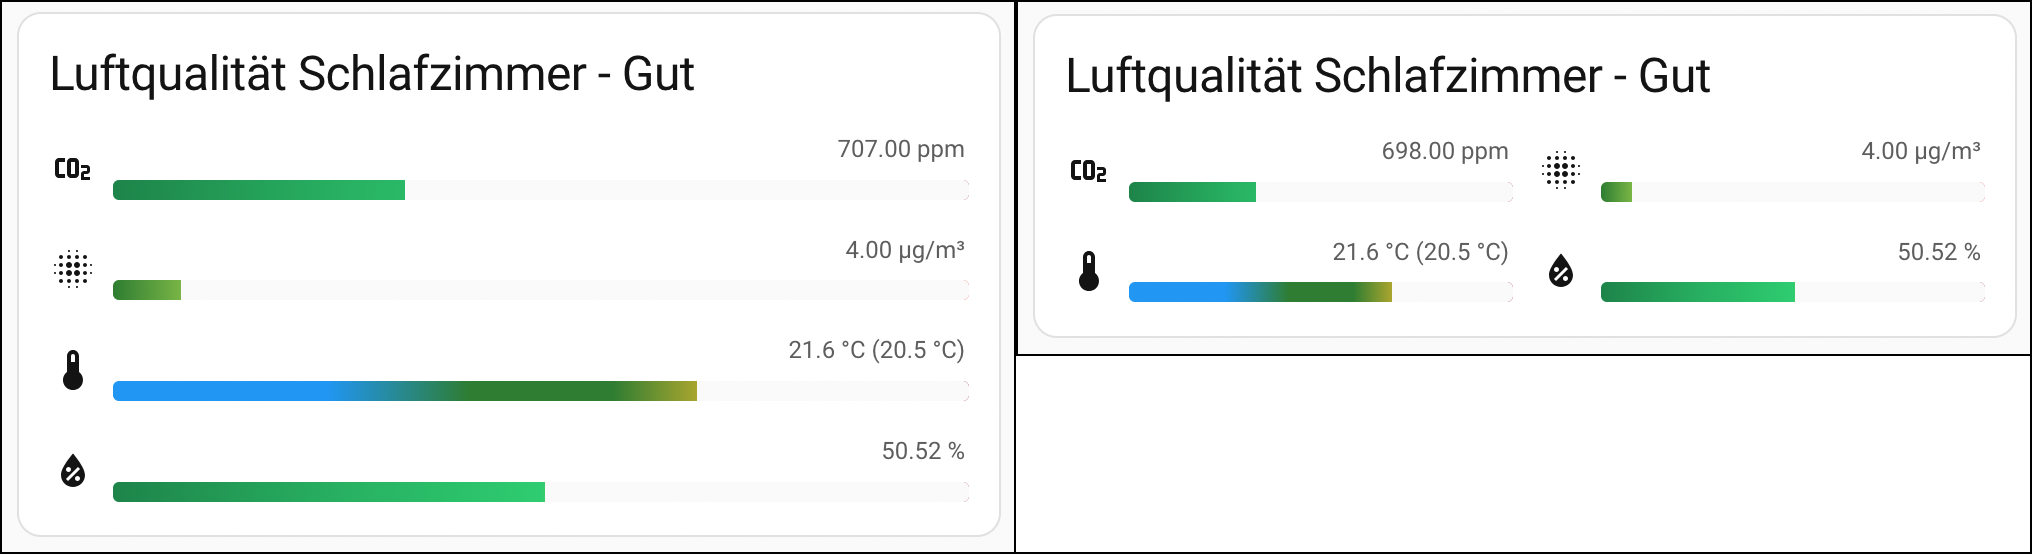 Luftqualität Schlafzimmer - Gut
707.00 ppm
CO₂
4.00 µg/m³
21.6 °C (20.5 °C)
50.52 %
Luftqualität Schlafzimmer - Gut
698.00 ppm
CO₂
4.00 µg/m³
21.6 °C (20.5 °C)
50.52 %